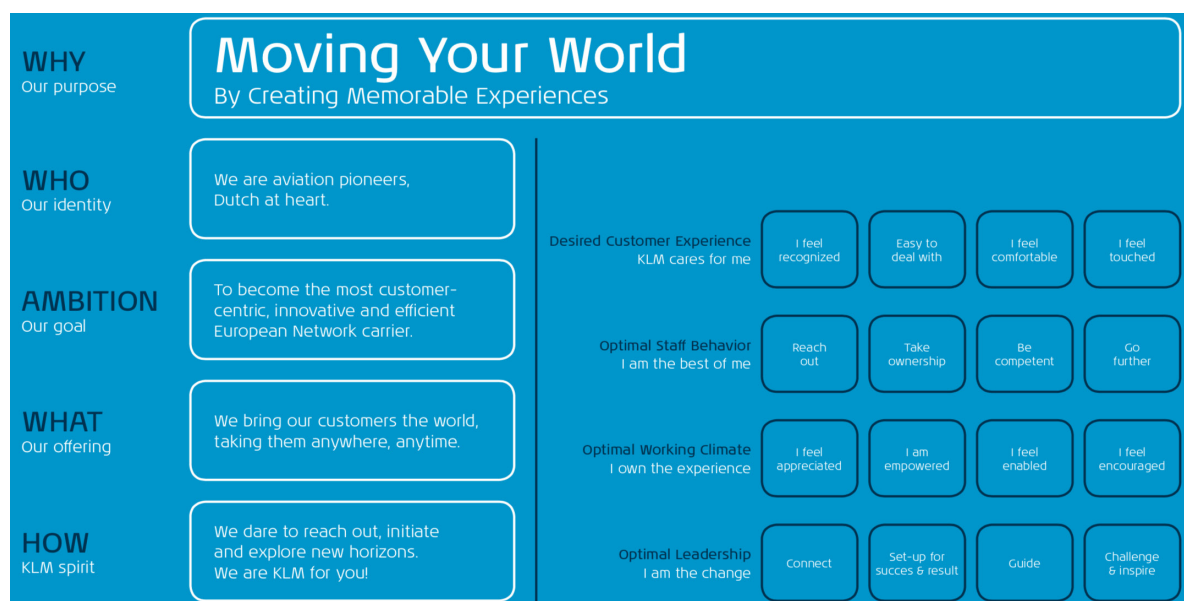 WHY
Our purpose
Moving Your World
By Creating Memorable Experiences
WHO
Our identity
We are aviation pioneers,
Dutch at heart.
AMBITION
Our goal
To become the most customer-
centric, innovative and efficient
European Network carrier.
WHAT
Our offering
We bring our customers the world,
taking them anywhere, anytime.
HOW
KLM spirit
We dare to reach out, initiate
and explore new horizons.
We are KLM for you!
Desired Customer Experience
KLM cares for me
I feel
recognized
Easy to
deal with
I feel
comfortable
I feel
touched
Optimal Staff Behavior
I am the best of me
Reach
out
Take
ownership
Be
competent
Go
further
Optimal Working Climate
I own the experience
I feel
appreciated
I am
empowered
I feel
enabled
I feel
encouraged
Optimal Leadership
I am the change
Connect
Set-up for
succes & result
Guide
Challenge
& inspire